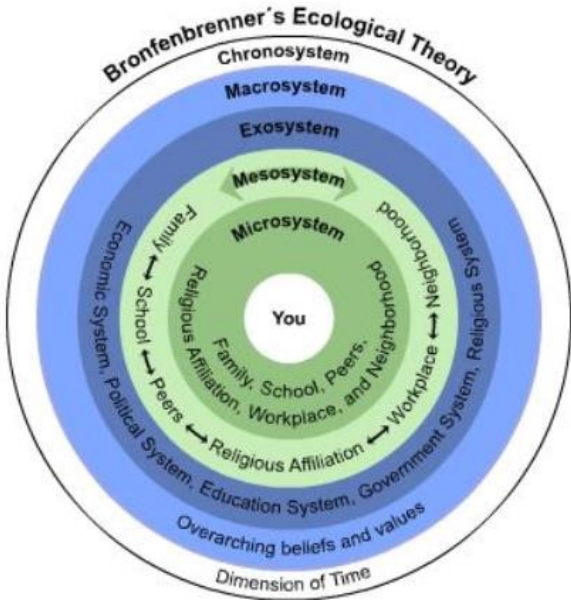 Bronfenbrenner´s Ecological Theory
Chronosystem
Macrosystem
Exosystem
Mesosystem
Microsystem
You
Family, School, Peers,
Religious Affiliation, Workplace, and Neighborhood
Family ↔ School ↔ Peers ↔ Religious Affiliation ↔ Workplace ↔ Neighborhood
Economic System, Political System, Education System, Government System, Religious System
Overarching beliefs and values
Dimension of Time